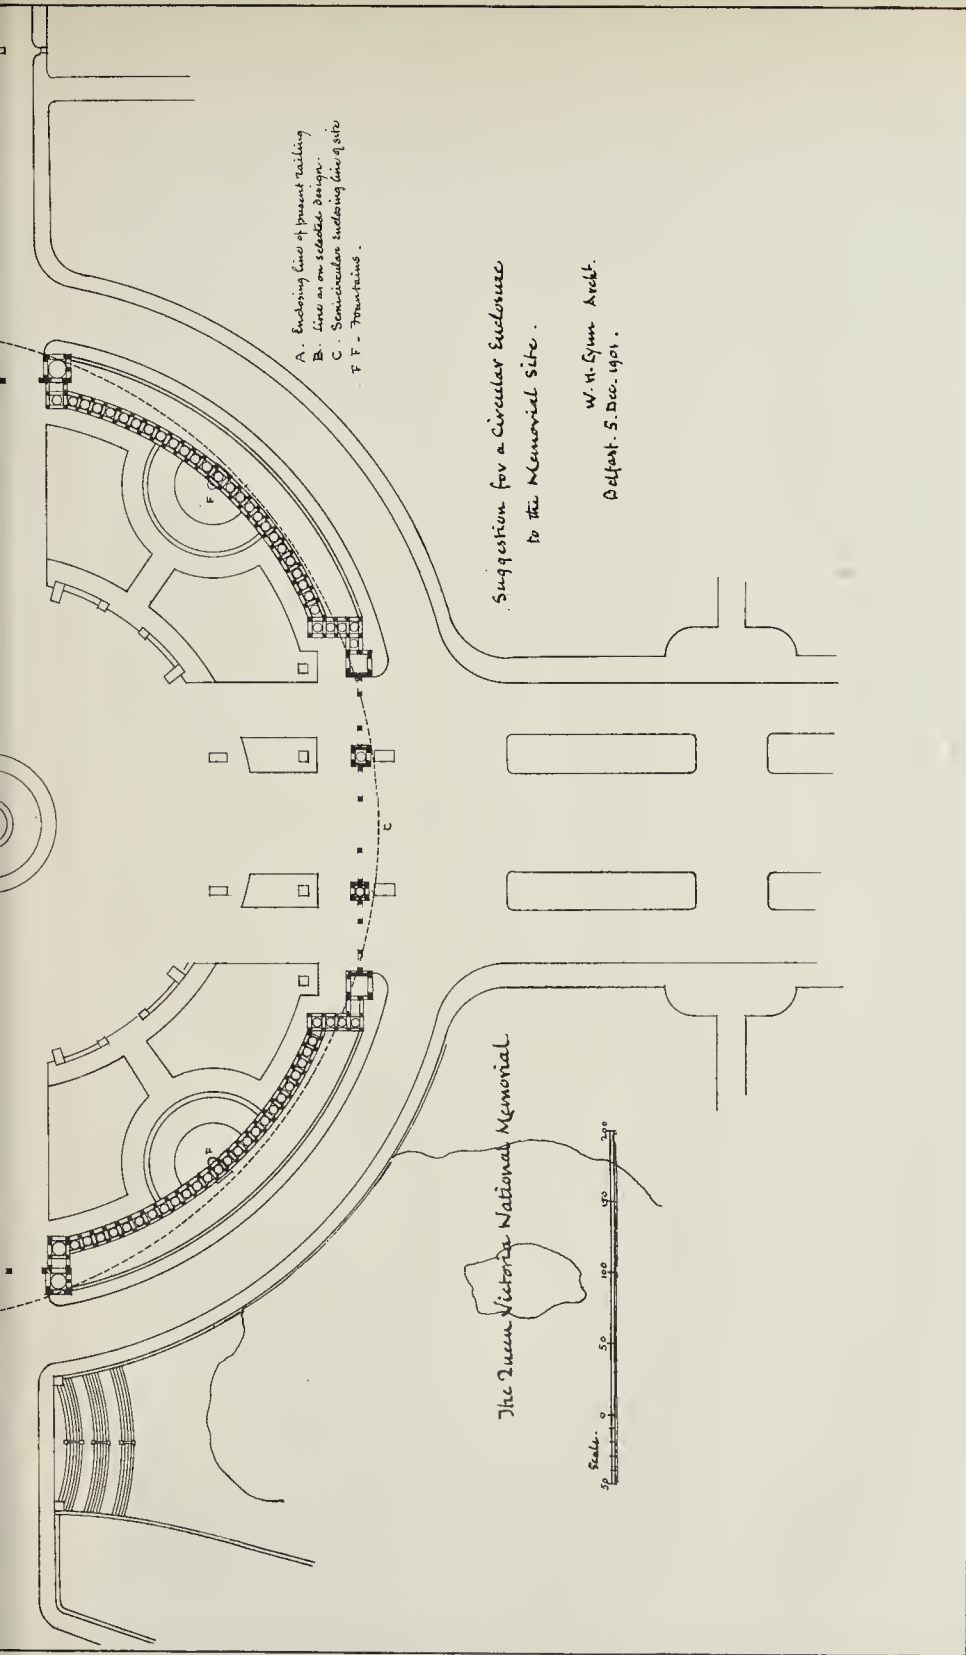 The Queen Victoria National Memorial
Suggestion for a Circular Enclosure
to the Memorial Site.
W. H. Lynn Archt.
Belfast. 5. Dec. 1901.
A. Enclosing line of present railing
B. Line as on selected design.
C. Semicircular enclosing line of site
F F - Fountains.
F
F
C
Scale.
50 0 50 100 150 200